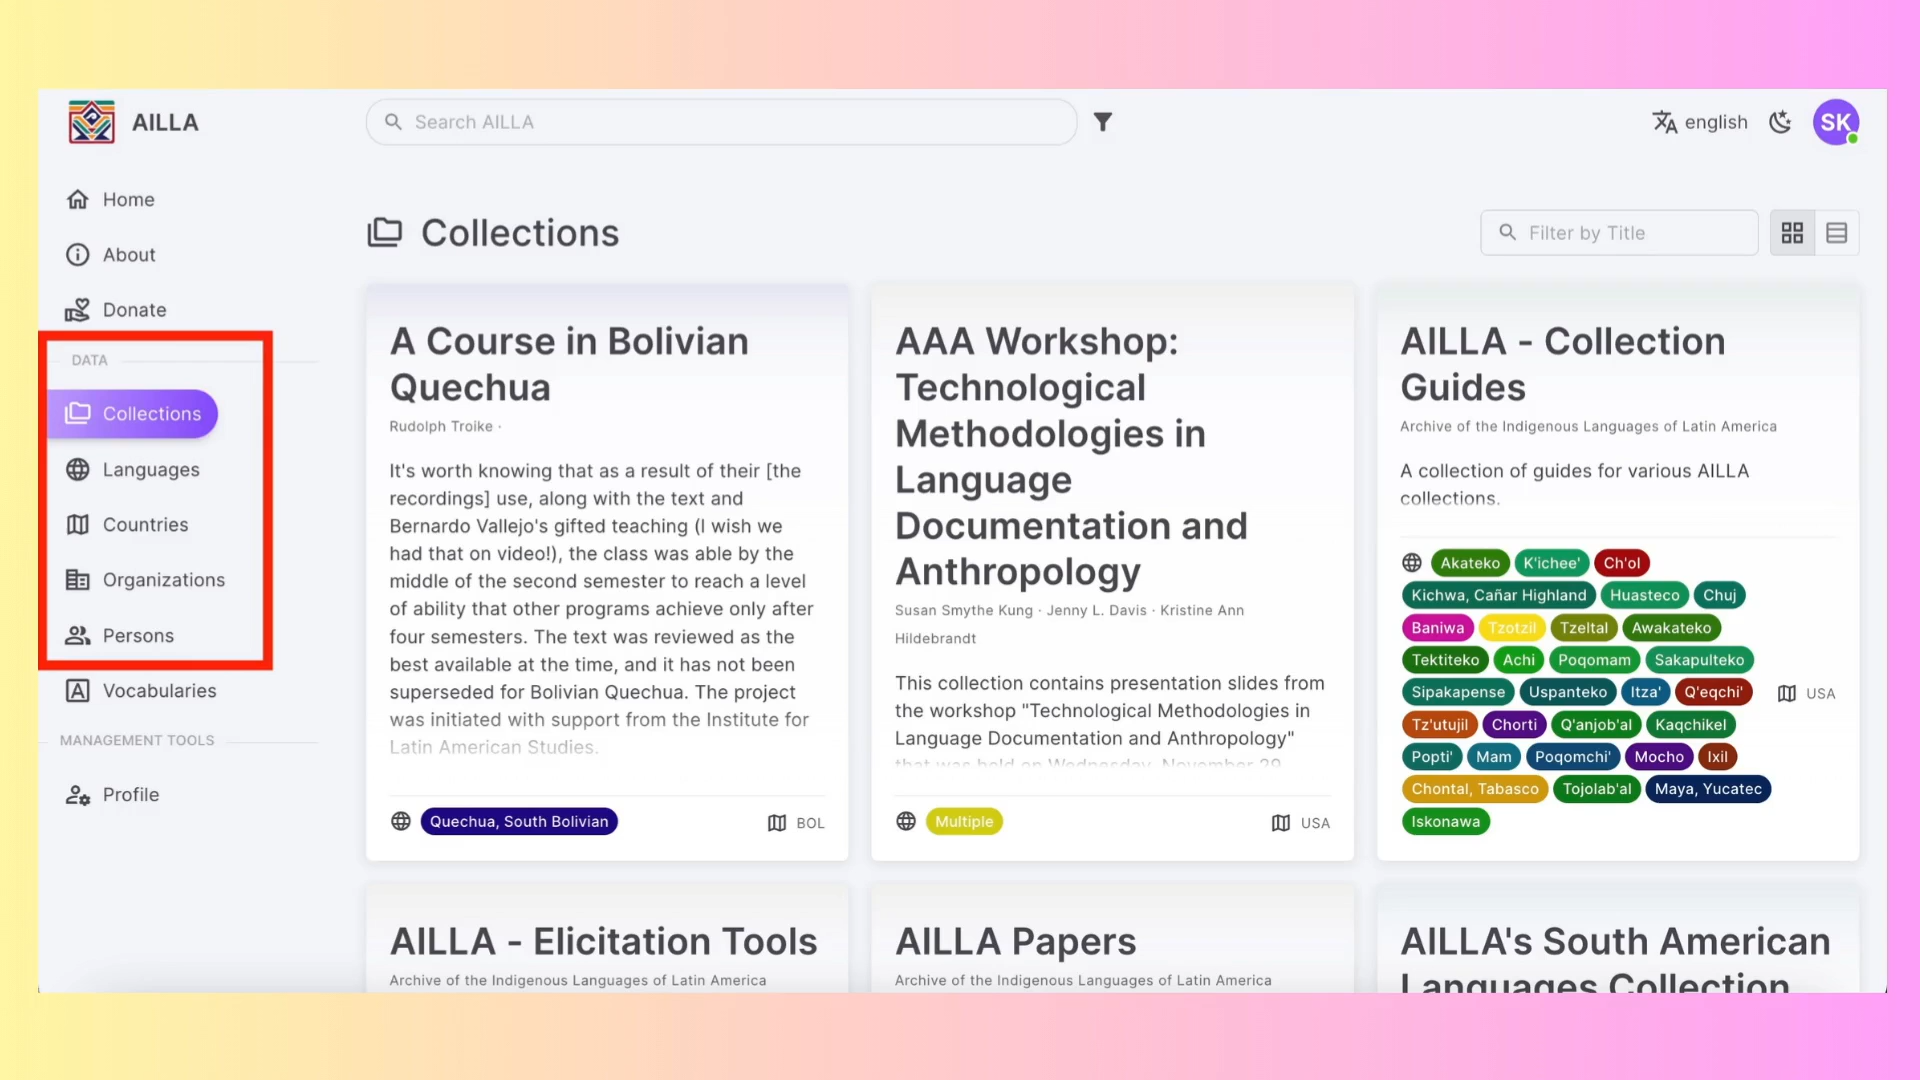 AILLA
Search AILLA
english
SK
Home
About
Donate
DATA
Collections
Languages
Countries
Organizations
Persons
Vocabularies
MANAGEMENT TOOLS
Profile
Collections
Filter by Title
A Course in Bolivian
Quechua
Rudolph Troike ·
It's worth knowing that as a result of their [the
recordings] use, along with the text and
Bernardo Vallejo's gifted teaching (I wish we
had that on video!), the class was able by the
middle of the second semester to reach a level
of ability that other programs achieve only after
four semesters. The text was reviewed as the
best available at the time, and it has not been
superseded for Bolivian Quechua. The project
was initiated with support from the Institute for
Latin American Studies.
Quechua, South Bolivian
BOL
AAA Workshop:
Technological
Methodologies in
Language
Documentation and
Anthropology
Susan Smythe Kung · Jenny L. Davis · Kristine Ann
Hildebrandt
This collection contains presentation slides from
the workshop "Technological Methodologies in
Language Documentation and Anthropology"
that was held on Wednesday, November 29
Multiple
USA
AILLA - Collection
Guides
Archive of the Indigenous Languages of Latin America
A collection of guides for various AILLA
collections.
Akateko K'ichee' Ch'ol
Kichwa, Cañar Highland Huasteco Chuj
Baniwa Tzotzil Tzeltal Awakateko
Tektiteko Achi Poqomam Sakapulteko
Sipakapense Uspanteko Itza' Q'eqchi'
Tz'utujil Chorti Q'anjob'al Kaqchikel
Popti' Mam Poqomchi' Mocho Ixil
Chontal, Tabasco Tojolab'al Maya, Yucatec
Iskonawa
USA
AILLA - Elicitation Tools
Archive of the Indigenous Languages of Latin America
AILLA Papers
Archive of the Indigenous Languages of Latin America
AILLA's South American
Languages Collection